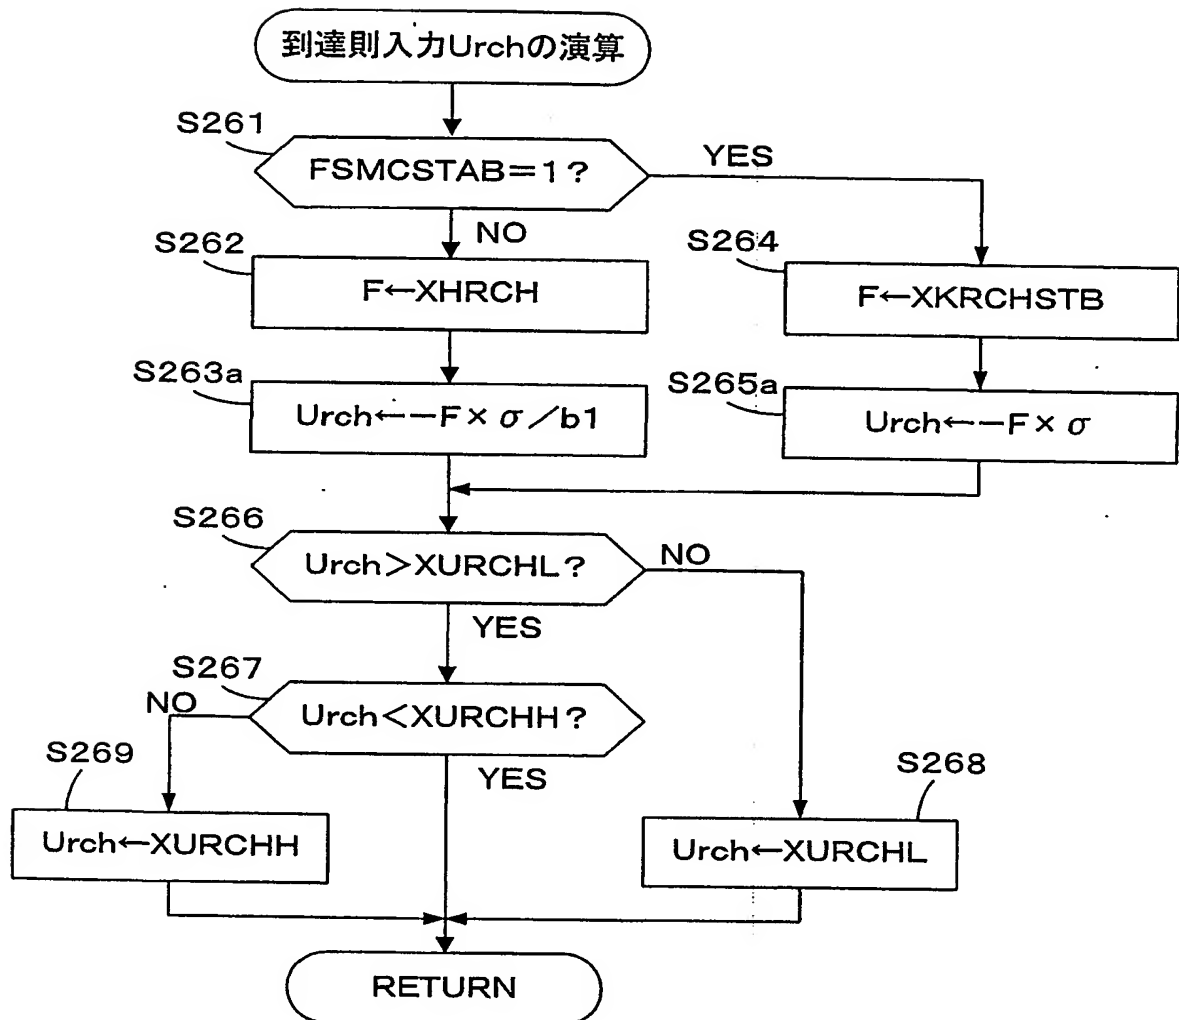 到達則入力Urchの演算
S261
FSMCSTAB=1?
YES
NO
S262
F←XHRCH
S264
F←XKRCHSTB
S263a
Urch←−F×σ/b1
S265a
Urch←−F×σ
S266
Urch>XURCHL?
NO
YES
S267
Urch<XURCHH?
NO
YES
S269
Urch←XURCHH
S268
Urch←XURCHL
RETURN